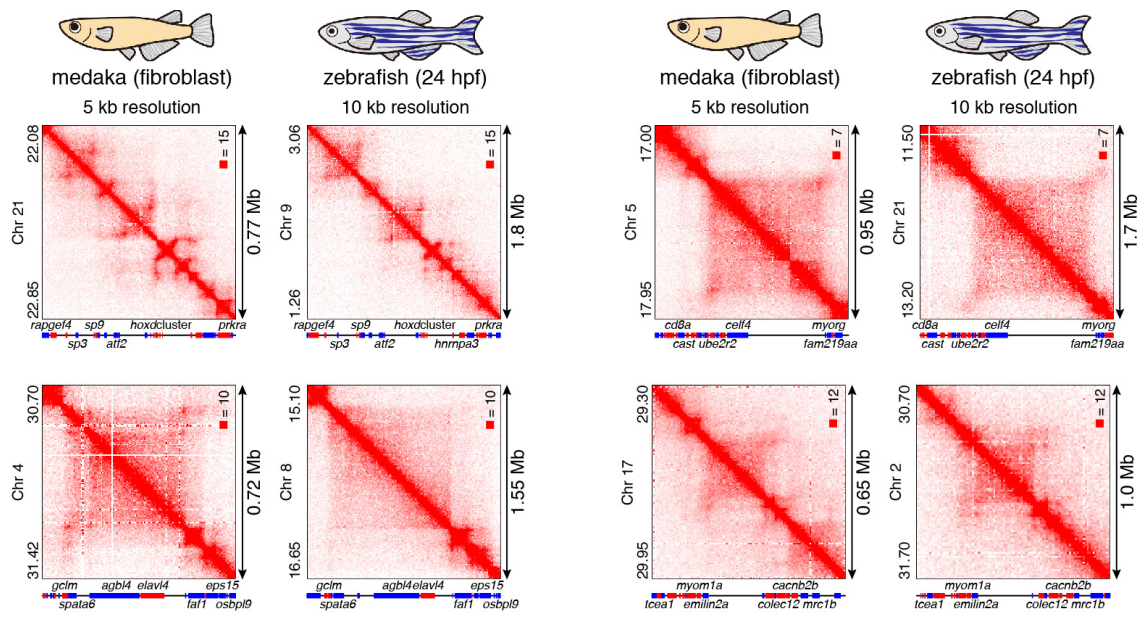 medaka (fibroblast) zebrafish (24 hpf) medaka (fibroblast) zebrafish (24 hpf)
5 kb resolution 10 kb resolution 5 kb resolution 10 kb resolution
22.08
Chr 21
22.85
= 15
0.77 Mb
rapgef4 sp9 hoxdcluster prkra
sp3 atf2
3.06
Chr 9
1.26
= 15
1.8 Mb
rapgef4 sp9 hoxdcluster prkra
sp3 atf2 hnrnpa3
17.00
Chr 5
17.95
= 7
0.95 Mb
cd8a celf4 myorg
cast ube2r2 fam219aa
11.50
Chr 21
13.20
= 7
1.7 Mb
cd8a celf4 myorg
cast ube2r2 fam219aa
30.70
Chr 4
31.42
= 10
0.72 Mb
gclm agbl4 elavl4 eps15
spata6 faf1 osbpl9
15.10
Chr 8
16.65
= 10
1.55 Mb
gclm agbl4 elavl4 eps15
spata6 faf1 osbpl9
29.30
Chr 17
29.95
= 12
0.65 Mb
myom1a cacnb2b
tcea1 emilin2a colec12 mrc1b
30.70
Chr 2
31.70
= 12
1.0 Mb
myom1a cacnb2b
tcea1 emilin2a colec12 mrc1b